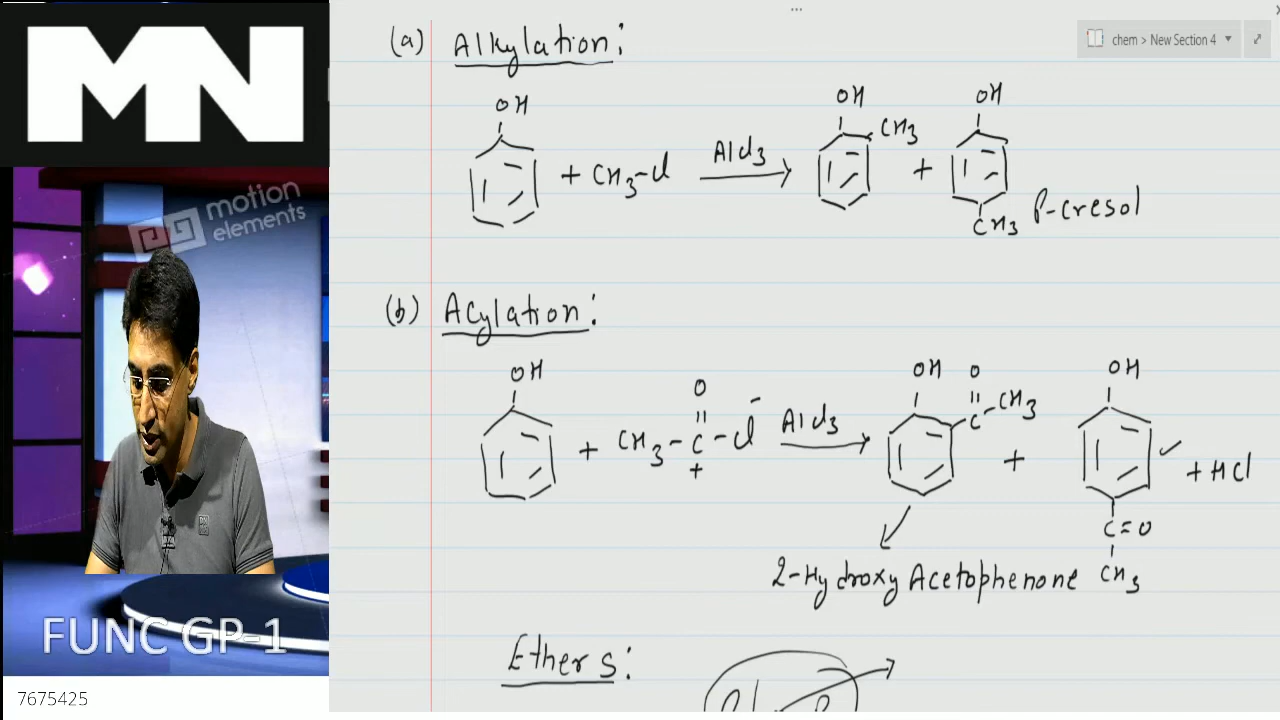 MN
motion
elements
FUNC GP-1
7675425
chem > New Section 4
(a) Alkylation:
OH + CH3-Cl AlCl3 OH CH3 + OH CH3 P-cresol
(b) Acylation:
OH + CH3-C-Cl O + - AlCl3 OH O C-CH3 + OH C=O CH3 + HCl
2-Hydroxy Acetophenone
Ethers: